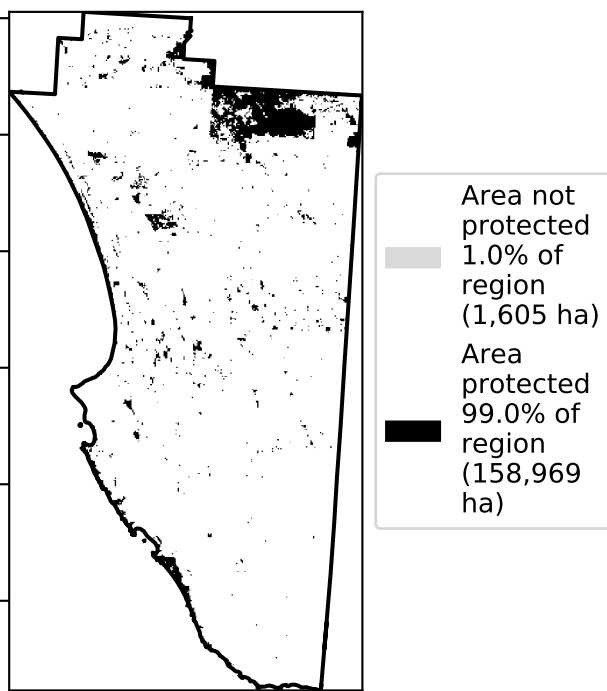 Area not
protected
1.0% of
region
(1,605 ha)
Area
protected
99.0% of
region
(158,969
ha)